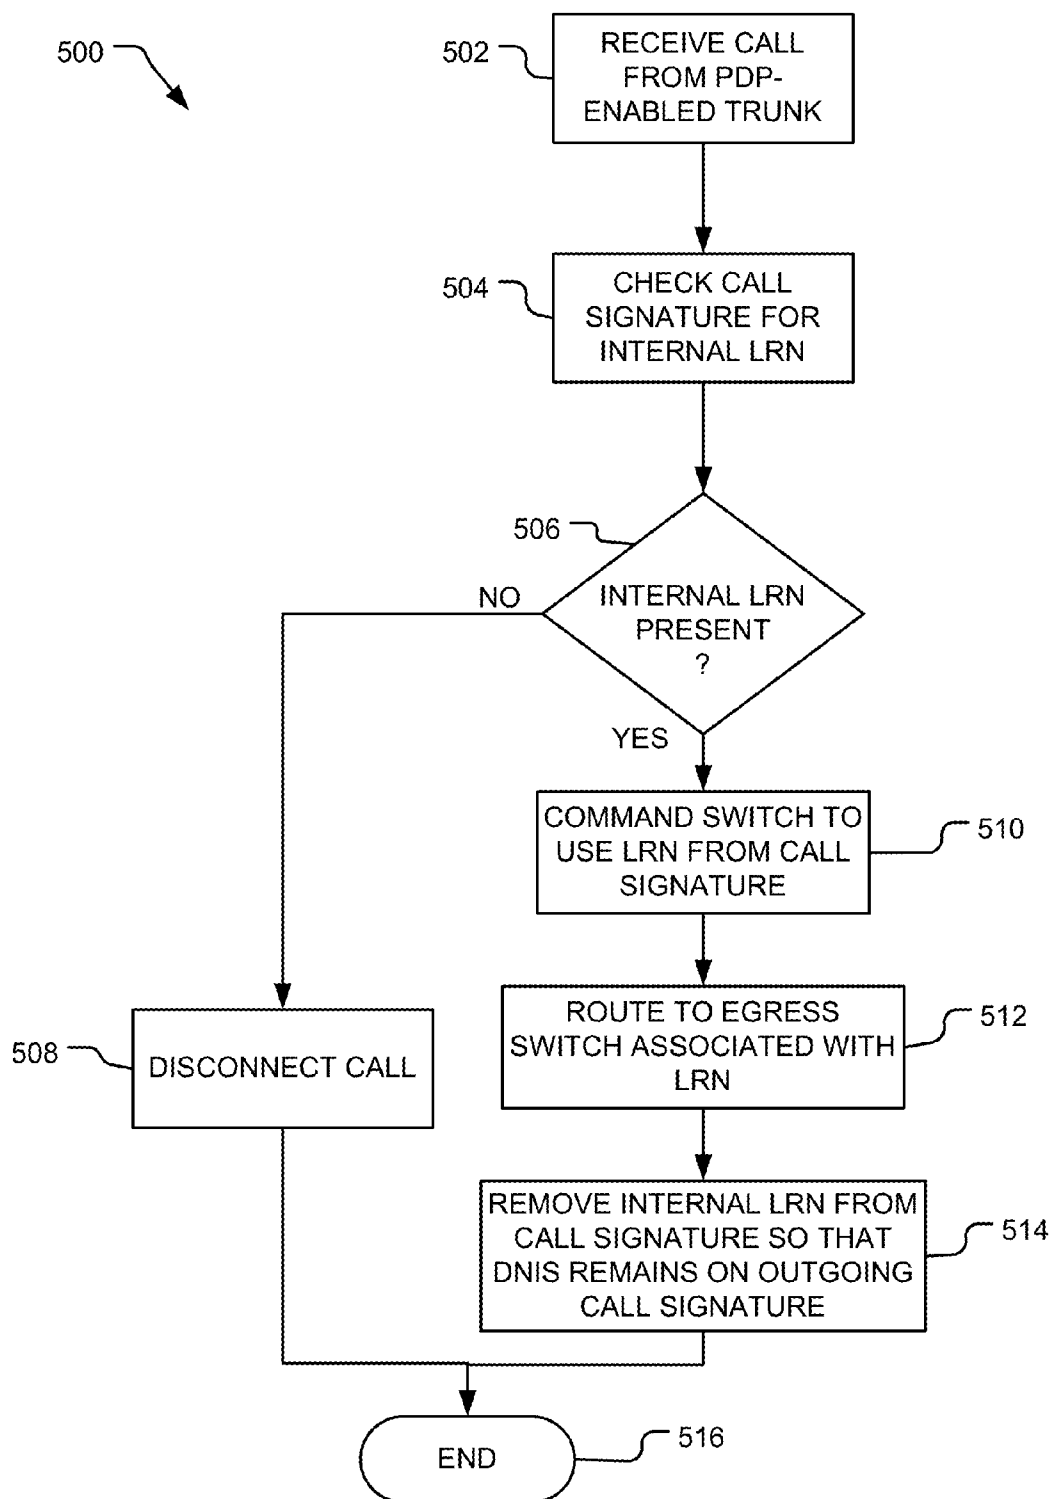 500
502
RECEIVE CALL
FROM PDP-
ENABLED TRUNK
504
CHECK CALL
SIGNATURE FOR
INTERNAL LRN
506
INTERNAL LRN
PRESENT
?
NO
YES
COMMAND SWITCH TO
USE LRN FROM CALL
SIGNATURE
510
ROUTE TO EGRESS
SWITCH ASSOCIATED WITH
LRN
512
508
DISCONNECT CALL
REMOVE INTERNAL LRN FROM
CALL SIGNATURE SO THAT
DNIS REMAINS ON OUTGOING
CALL SIGNATURE
514
END
516